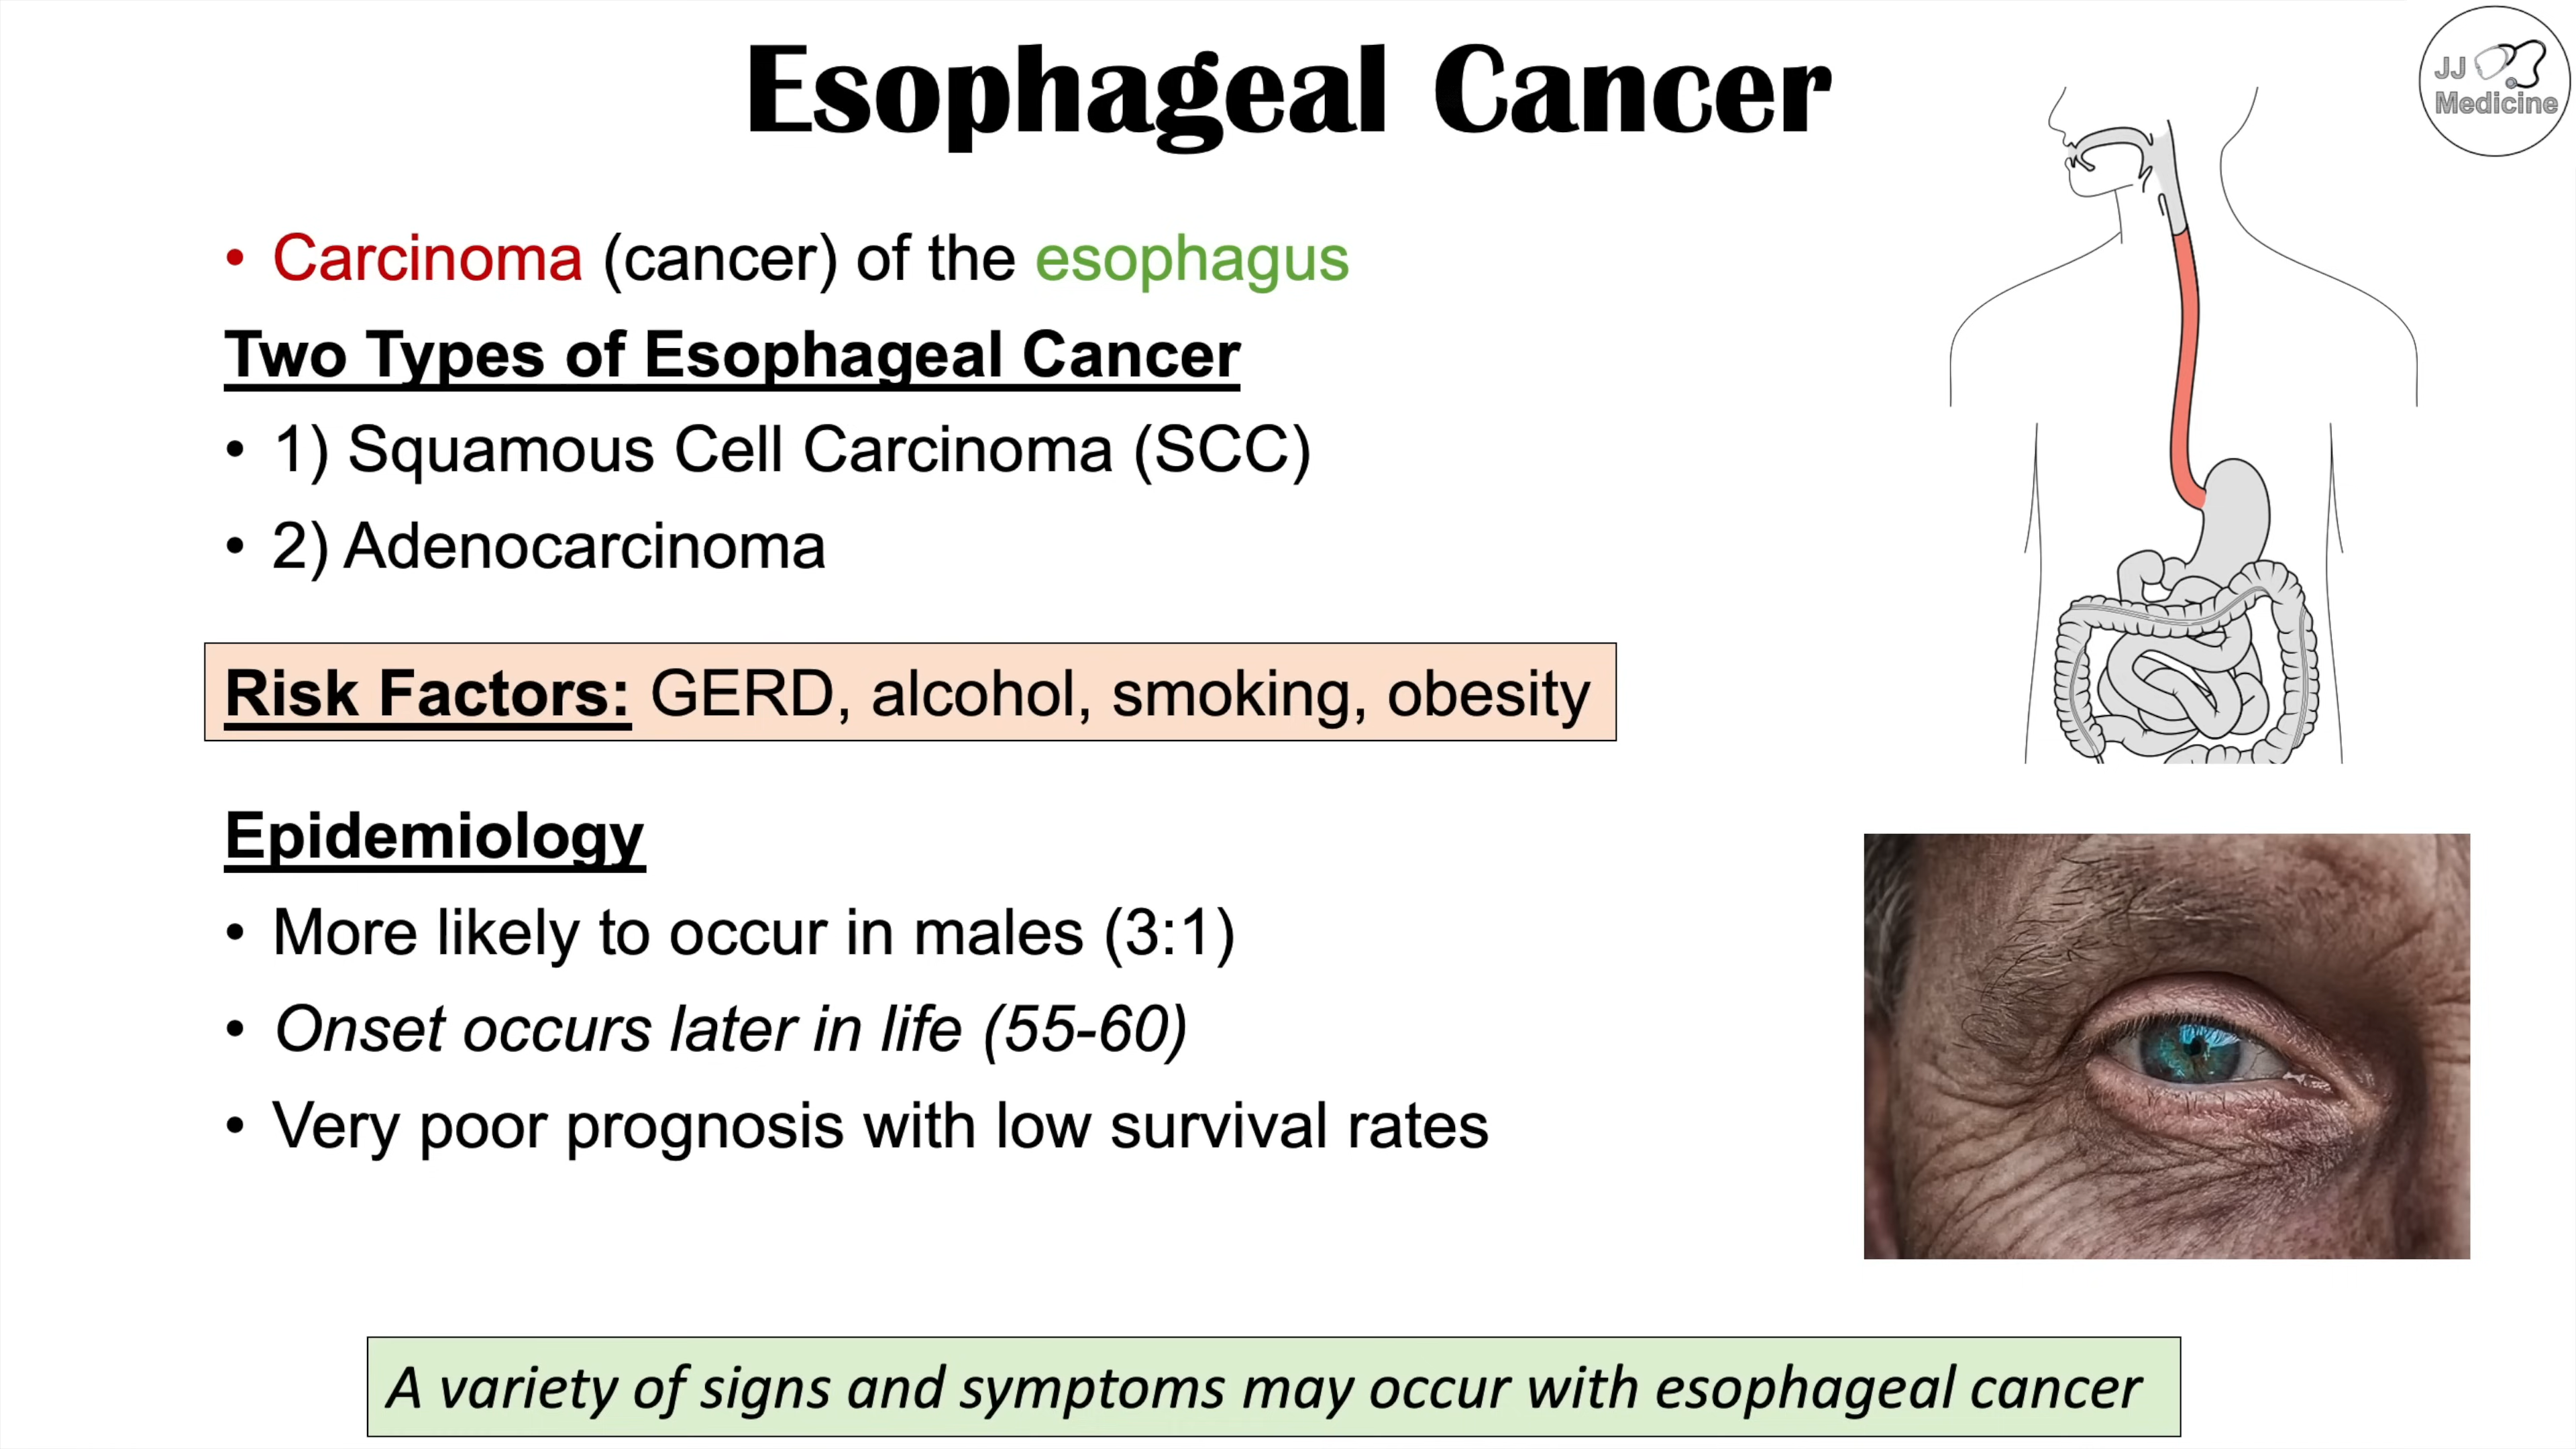 Esophageal Cancer
JJ
Medicine
• Carcinoma (cancer) of the esophagus
Two Types of Esophageal Cancer
• 1) Squamous Cell Carcinoma (SCC)
• 2) Adenocarcinoma
Risk Factors: GERD, alcohol, smoking, obesity
Epidemiology
• More likely to occur in males (3:1)
• Onset occurs later in life (55-60)
• Very poor prognosis with low survival rates
A variety of signs and symptoms may occur with esophageal cancer